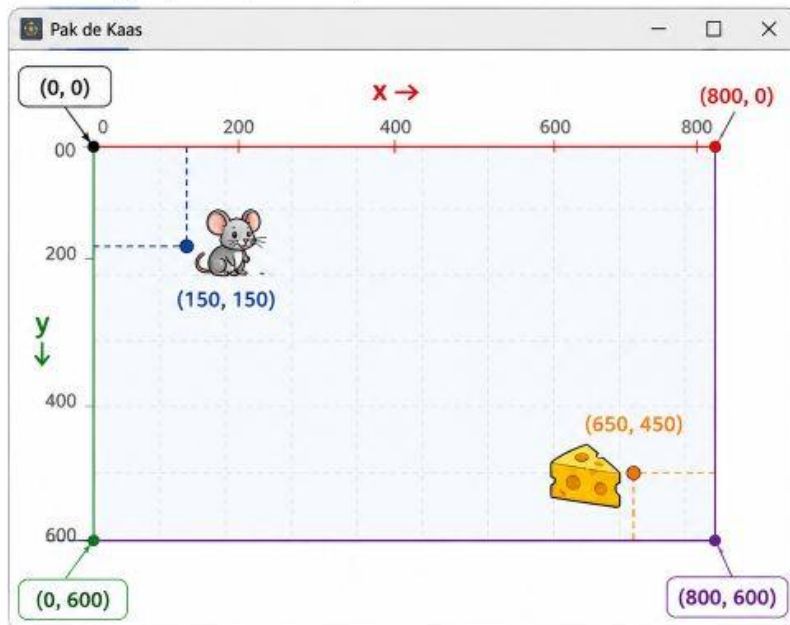 Pak de Kaas
(0, 0)
x →
(800, 0)
0 200 400 600 800
00
200
(150, 150)
y
↓
400
(650, 450)
600
(0, 600)
(800, 600)